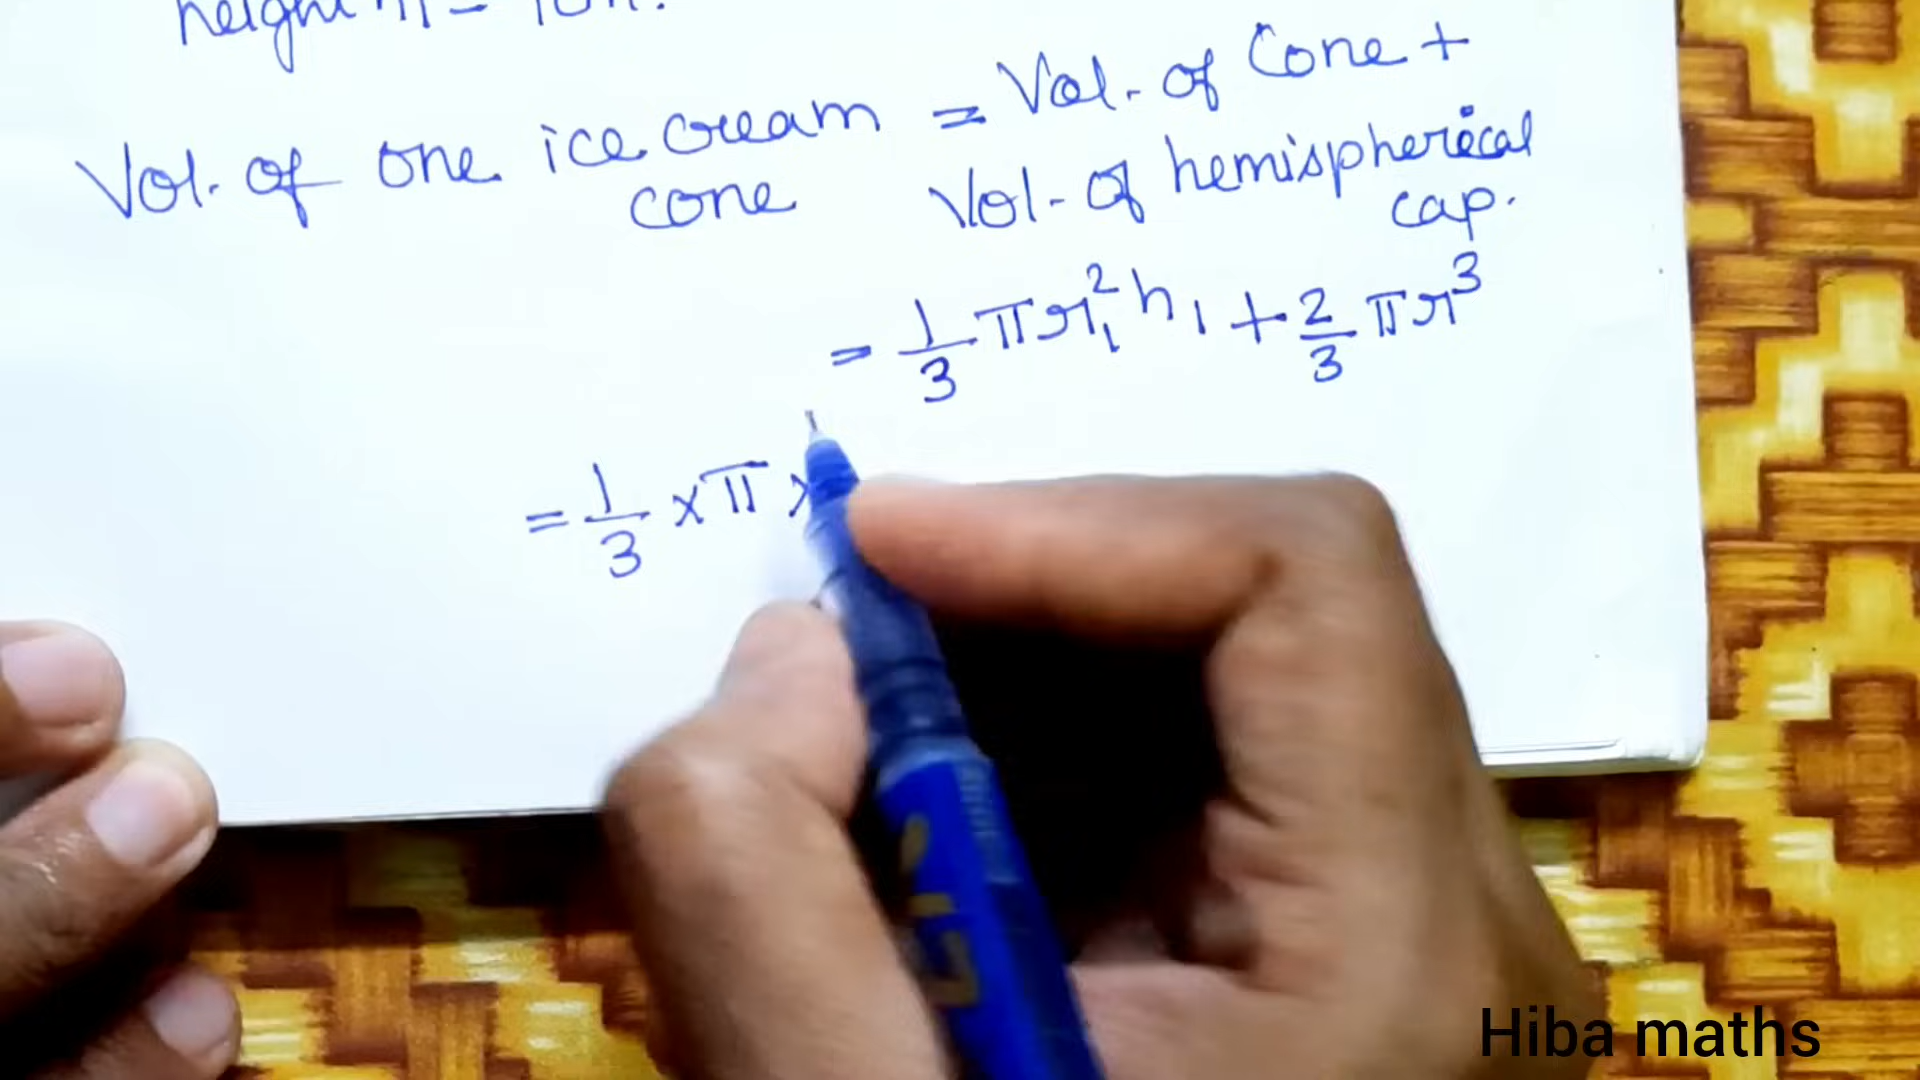 height
Vol. of one ice cream = Vol. of Cone +
cone Vol. of hemispherical
cap.
= 1/3 πr₁²h₁ + 2/3 πr³
= 1/3 × π ×
Hiba maths